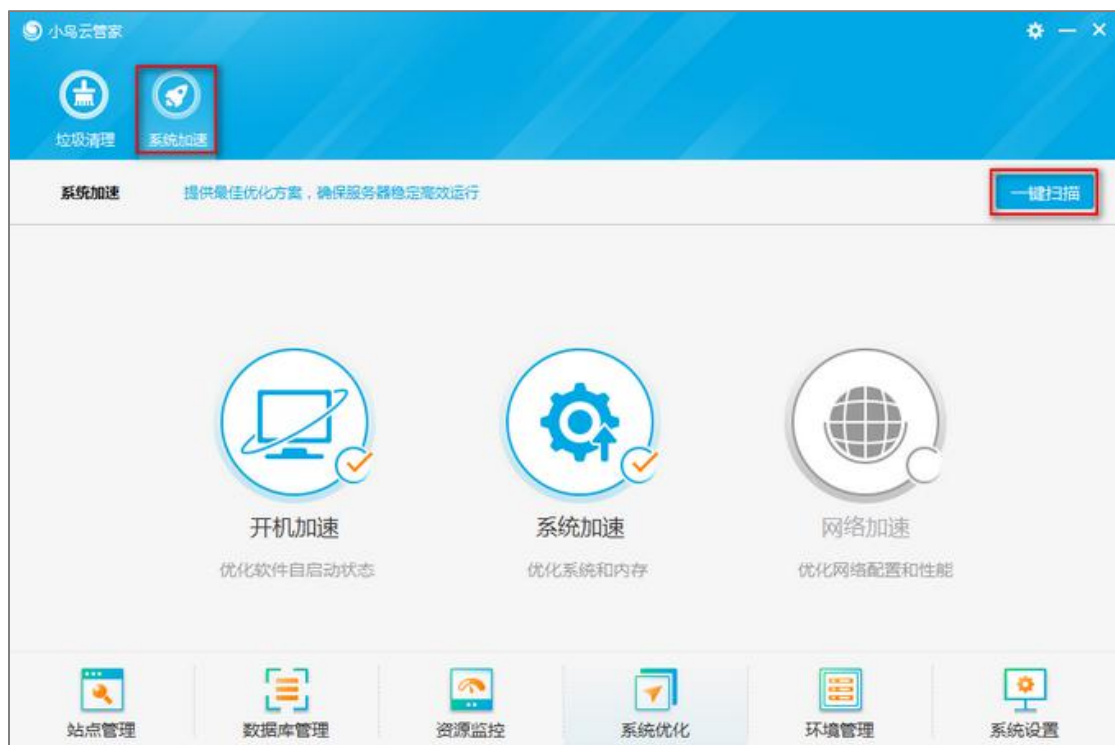 小鸟云管家
垃圾清理 系统加速
系统加速 提供最佳优化方案，确保服务器稳定高效运行 一键扫描
开机加速 系统加速 网络加速
优化软件自启动状态 优化系统和内存 优化网络配置和性能
站点管理 数据库管理 资源监控 系统优化 环境管理 系统设置